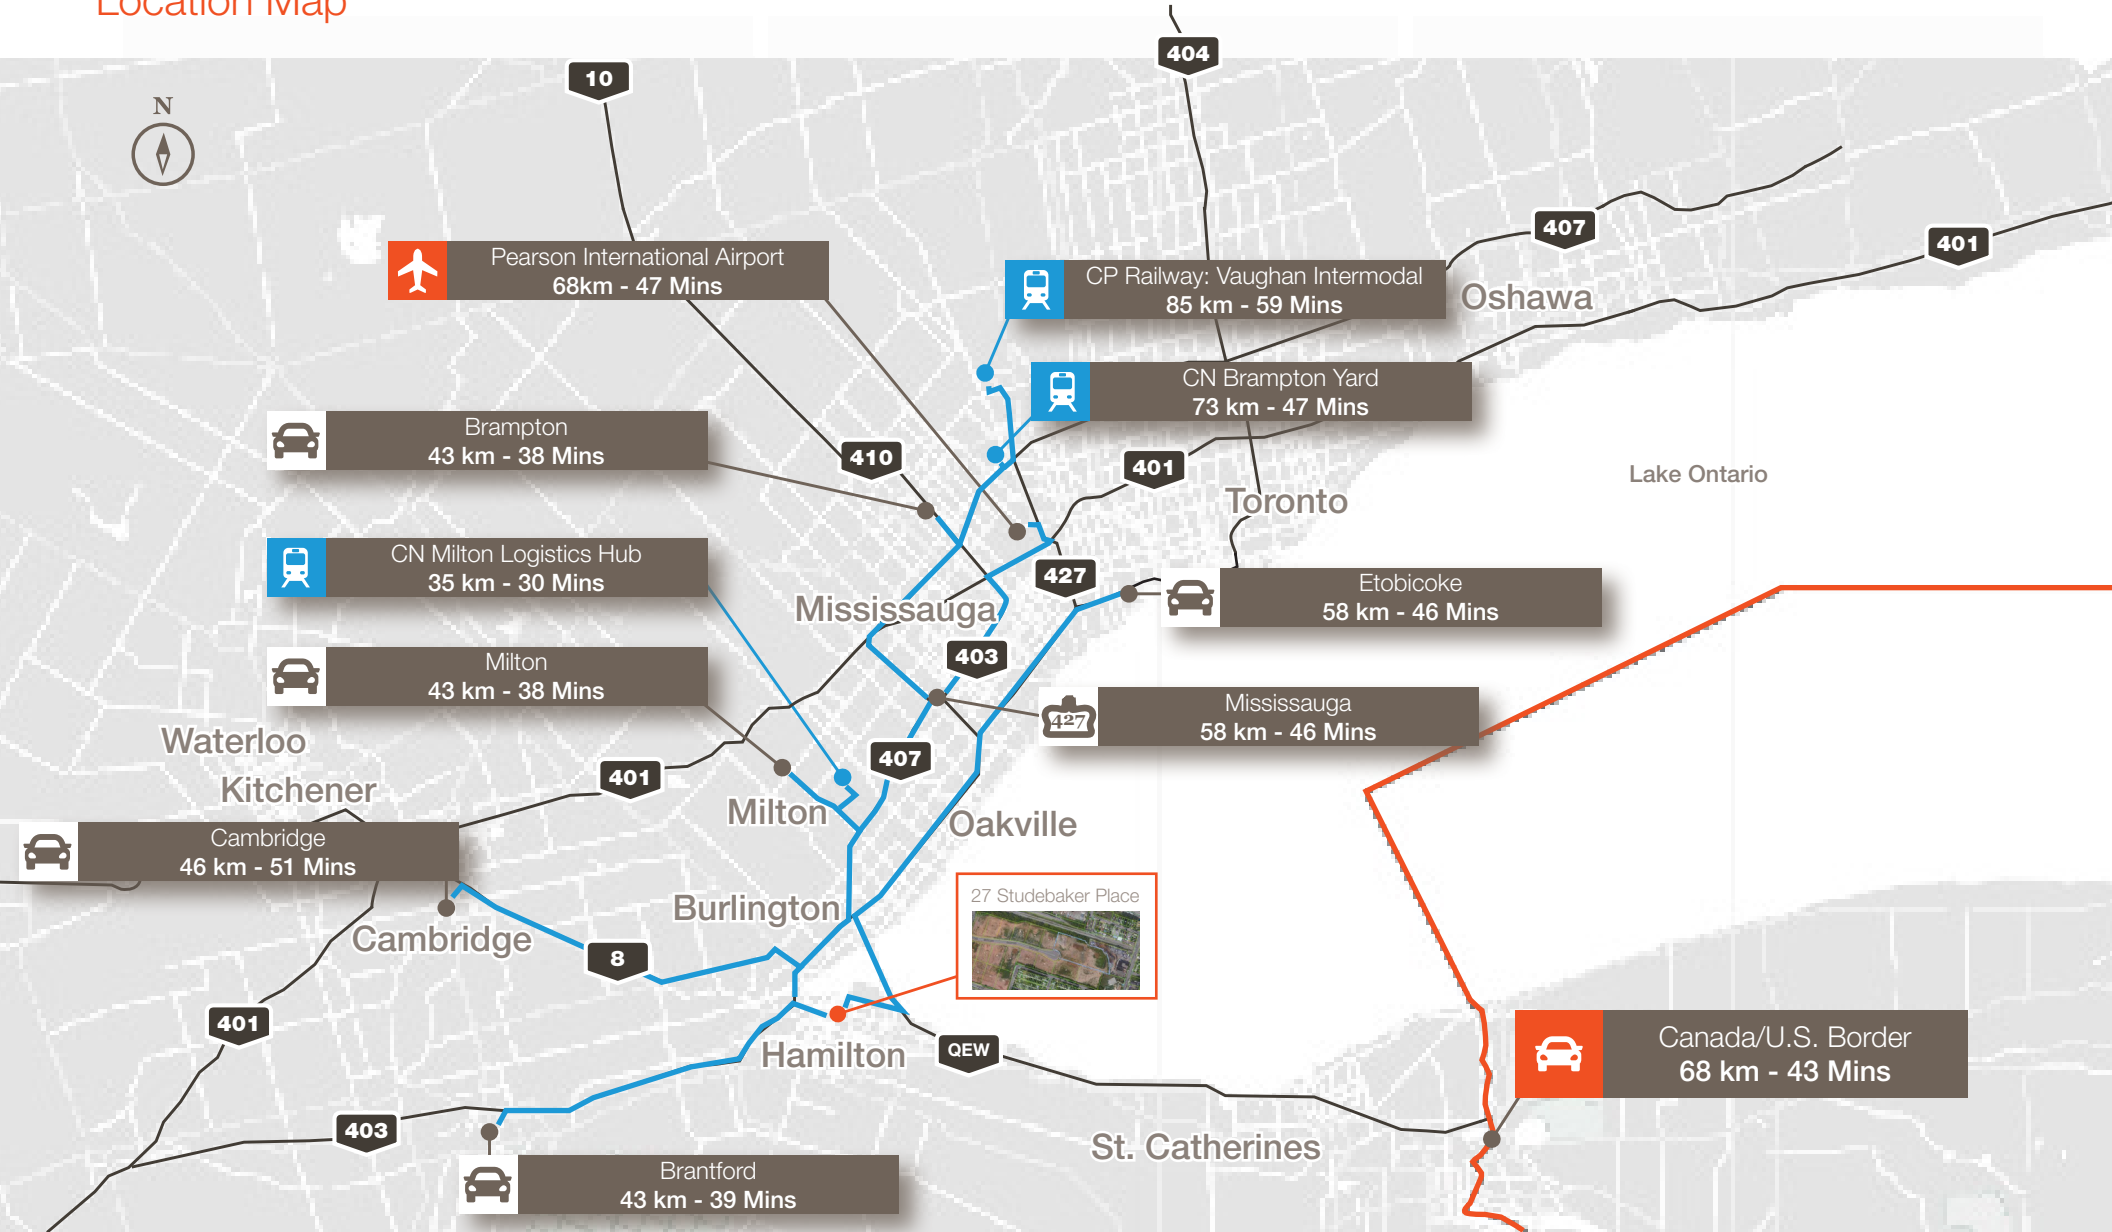 Location Map
404
10
N
407
401
Pearson International Airport
68km - 47 Mins
CP Railway: Vaughan Intermodal
85 km - 59 Mins
Oshawa
CN Brampton Yard
73 km - 47 Mins
Brampton
43 km - 38 Mins
410
401
Lake Ontario
Toronto
CN Milton Logistics Hub
35 km - 30 Mins
427
Etobicoke
58 km - 46 Mins
Mississauga
403
Milton
43 km - 38 Mins
427
Mississauga
58 km - 46 Mins
Waterloo
407
401
Kitchener
Milton
Oakville
Cambridge
46 km - 51 Mins
27 Studebaker Place
Burlington
Cambridge
8
401
Hamilton
QEW
Canada/U.S. Border
68 km - 43 Mins
403
St. Catherines
Brantford
43 km - 39 Mins